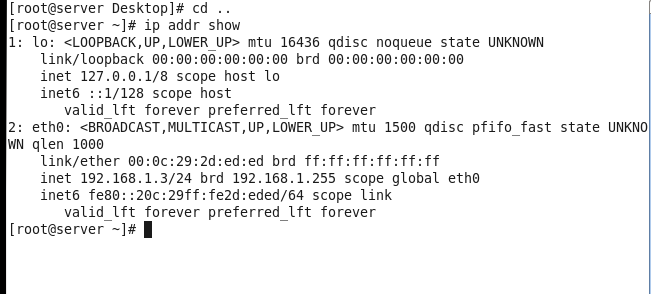 [root@server Desktop]# cd ..
[root@server ~]# ip addr show
1: lo: <LOOPBACK,UP,LOWER_UP> mtu 16436 qdisc noqueue state UNKNOWN
    link/loopback 00:00:00:00:00:00 brd 00:00:00:00:00:00
    inet 127.0.0.1/8 scope host lo
    inet6 ::1/128 scope host
       valid_lft forever preferred_lft forever
2: eth0: <BROADCAST,MULTICAST,UP,LOWER_UP> mtu 1500 qdisc pfifo_fast state UNKNO
WN qlen 1000
    link/ether 00:0c:29:2d:ed:ed brd ff:ff:ff:ff:ff:ff
    inet 192.168.1.3/24 brd 192.168.1.255 scope global eth0
    inet6 fe80::20c:29ff:fe2d:eded/64 scope link
       valid_lft forever preferred_lft forever
[root@server ~]#